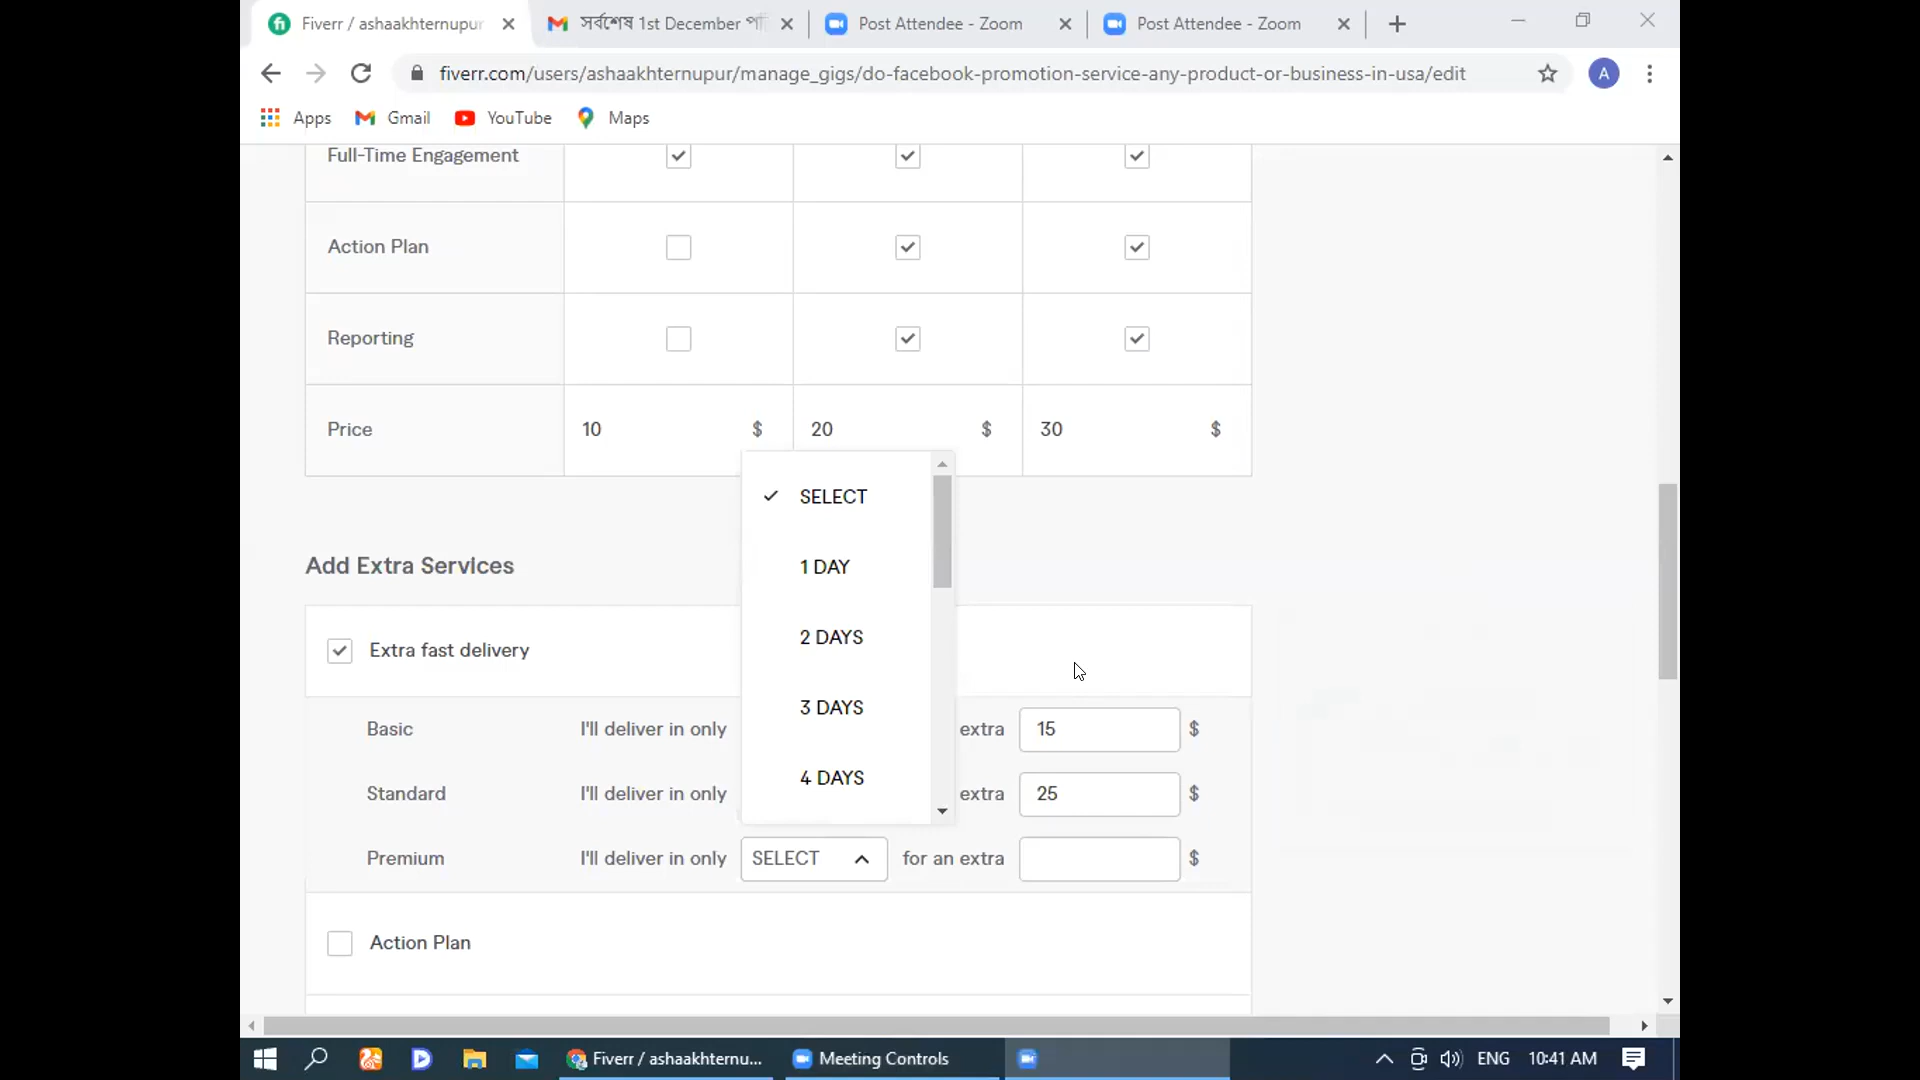 Fiverr / ashaakhternupur
সর্বশেষ 1st December
Post Attendee - Zoom
Post Attendee - Zoom
fiverr.com/users/ashaakhternupur/manage_gigs/do-facebook-promotion-service-any-product-or-business-in-usa/edit
A
Apps Gmail YouTube Maps
Full-Time Engagement
Action Plan
Reporting
Price 10 $ 20 $ 30 $
SELECT
1 DAY
2 DAYS
3 DAYS
4 DAYS
Add Extra Services
Extra fast delivery
Basic I'll deliver in only extra 15 $
Standard I'll deliver in only extra 25 $
Premium I'll deliver in only SELECT for an extra $
Action Plan
Fiverr / ashaakhternu... Meeting Controls ENG 10:41 AM